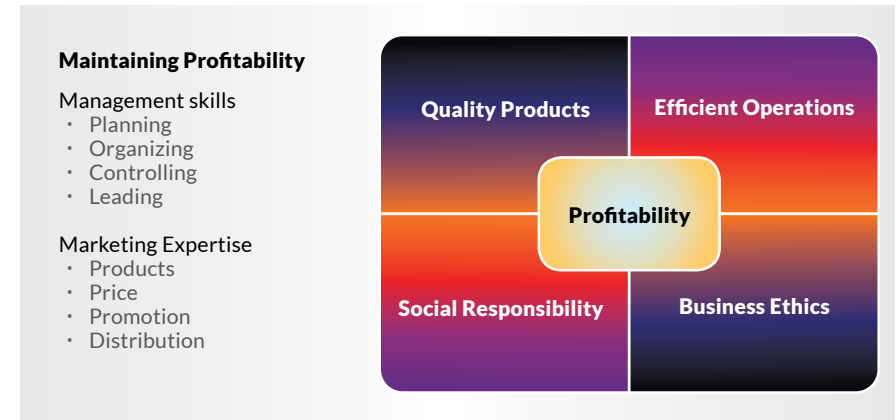 Maintaining Profitability
Management skills
· Planning
· Organizing
· Controlling
· Leading
Marketing Expertise
· Products
· Price
· Promotion
· Distribution
Quality Products
Efficient Operations
Profitability
Social Responsibility
Business Ethics